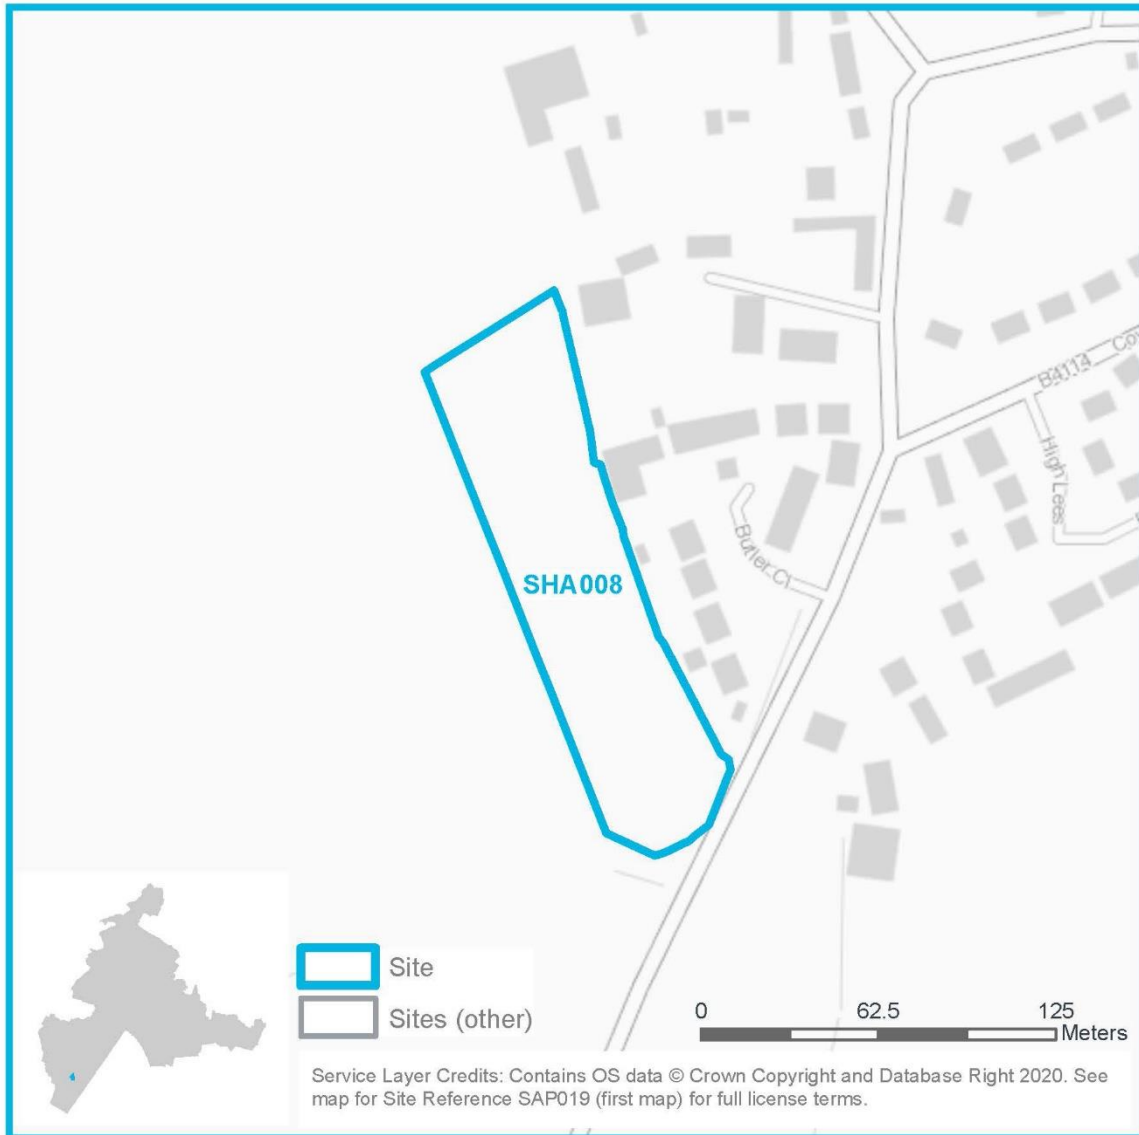 B4114
High Lees
Butler Cl
SHA008
Site
Sites (other)
0 62.5 125
Meters
Service Layer Credits: Contains OS data © Crown Copyright and Database Right 2020. See
map for Site Reference SAP019 (first map) for full license terms.